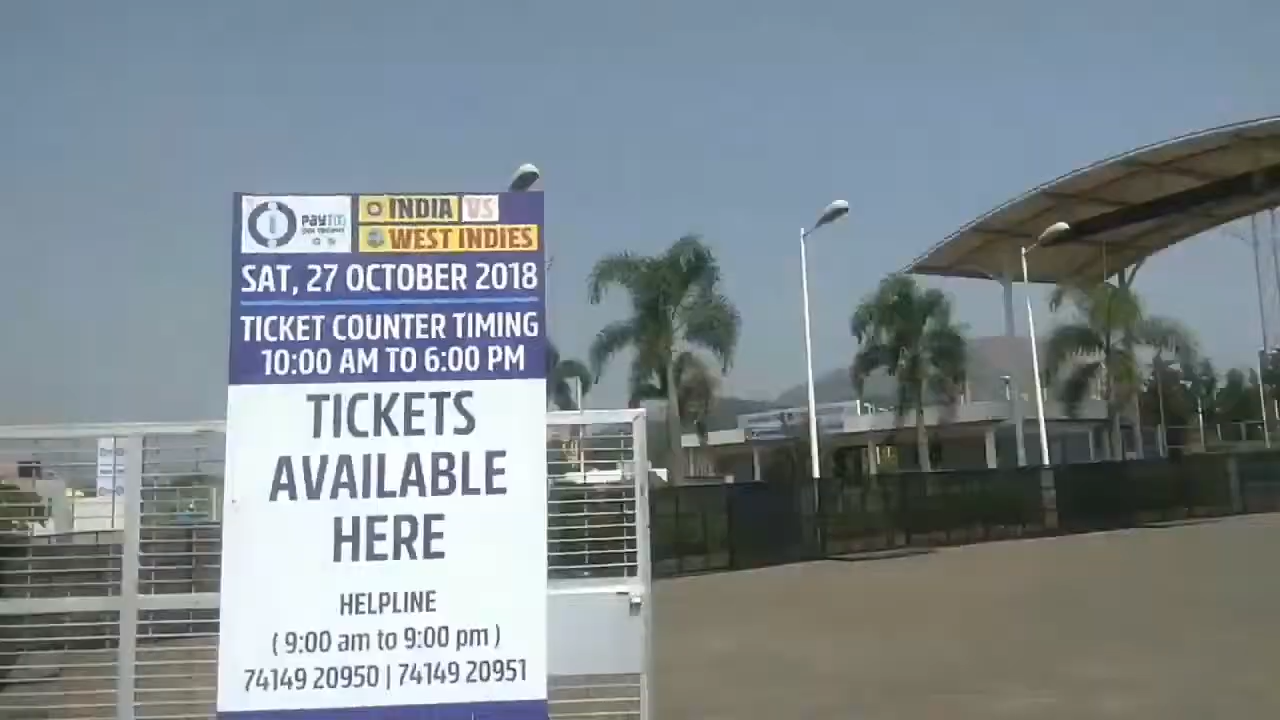 PAYTM
INDIA VS
WEST INDIES
SAT, 27 OCTOBER 2018
TICKET COUNTER TIMING
10:00 AM TO 6:00 PM
TICKETS
AVAILABLE
HERE
HELPLINE
( 9:00 am to 9:00 pm )
74149 20950 | 74149 20951